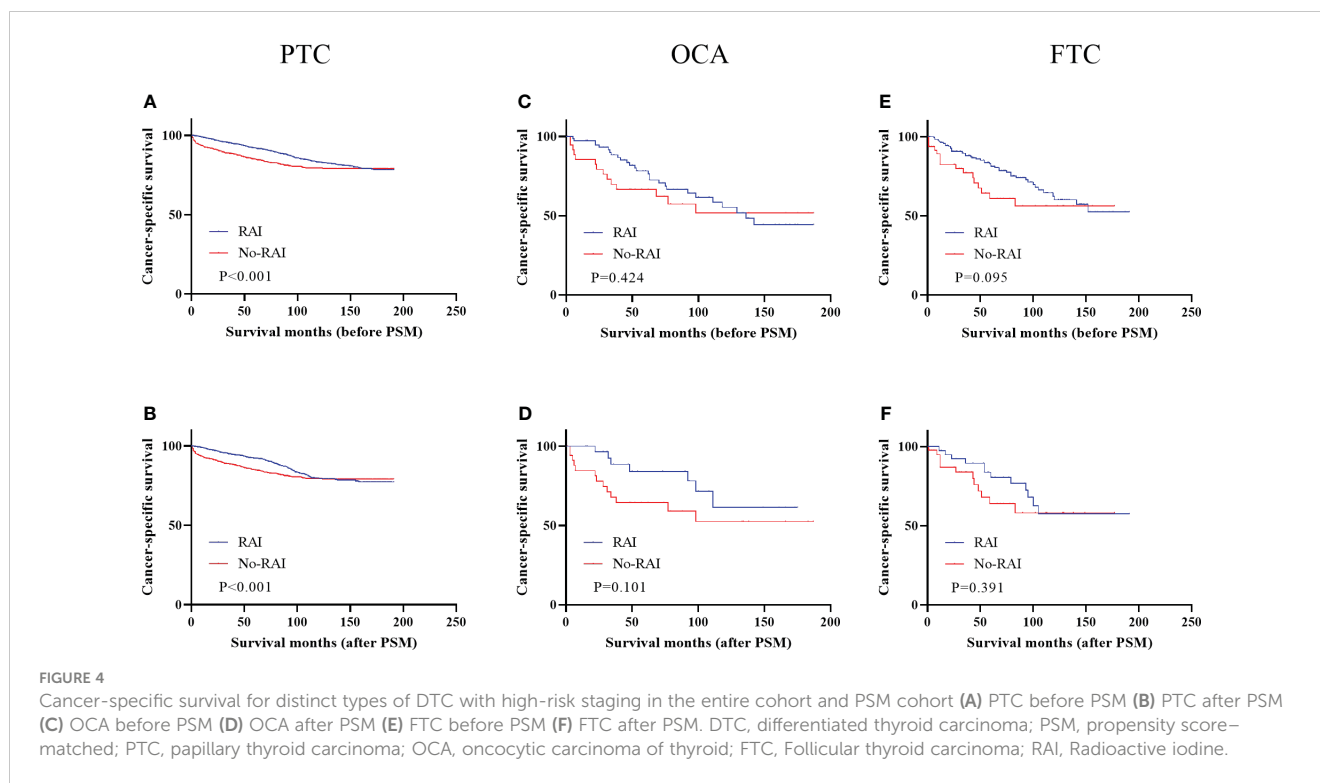 PTC
OCA
FTC
A
100
50
0
Cancer-specific survival
RAI
No-RAI
P<0.001
0 50 100 150 200 250
Survival months (before PSM)
C
100
50
0
Cancer-specific survival
RAI
No-RAI
P=0.424
0 50 100 150 200
Survival months (before PSM)
E
100
50
0
Cancer-specific survival
RAI
No-RAI
P=0.095
0 50 100 150 200 250
Survival months (before PSM)
B
100
50
0
Cancer-specific survival
RAI
No-RAI
P<0.001
0 50 100 150 200 250
Survival months (after PSM)
D
100
50
0
Cancer-specific survival
RAI
No-RAI
P=0.101
0 50 100 150 200
Survival months (after PSM)
F
100
50
0
Cancer-specific survival
RAI
No-RAI
P=0.391
0 50 100 150 200 250
Survival months (after PSM)
FIGURE 4
Cancer-specific survival for distinct types of DTC with high-risk staging in the entire cohort and PSM cohort (A) PTC before PSM (B) PTC after PSM
(C) OCA before PSM (D) OCA after PSM (E) FTC before PSM (F) FTC after PSM. DTC, differentiated thyroid carcinoma; PSM, propensity score–
matched; PTC, papillary thyroid carcinoma; OCA, oncocytic carcinoma of thyroid; FTC, Follicular thyroid carcinoma; RAI, Radioactive iodine.